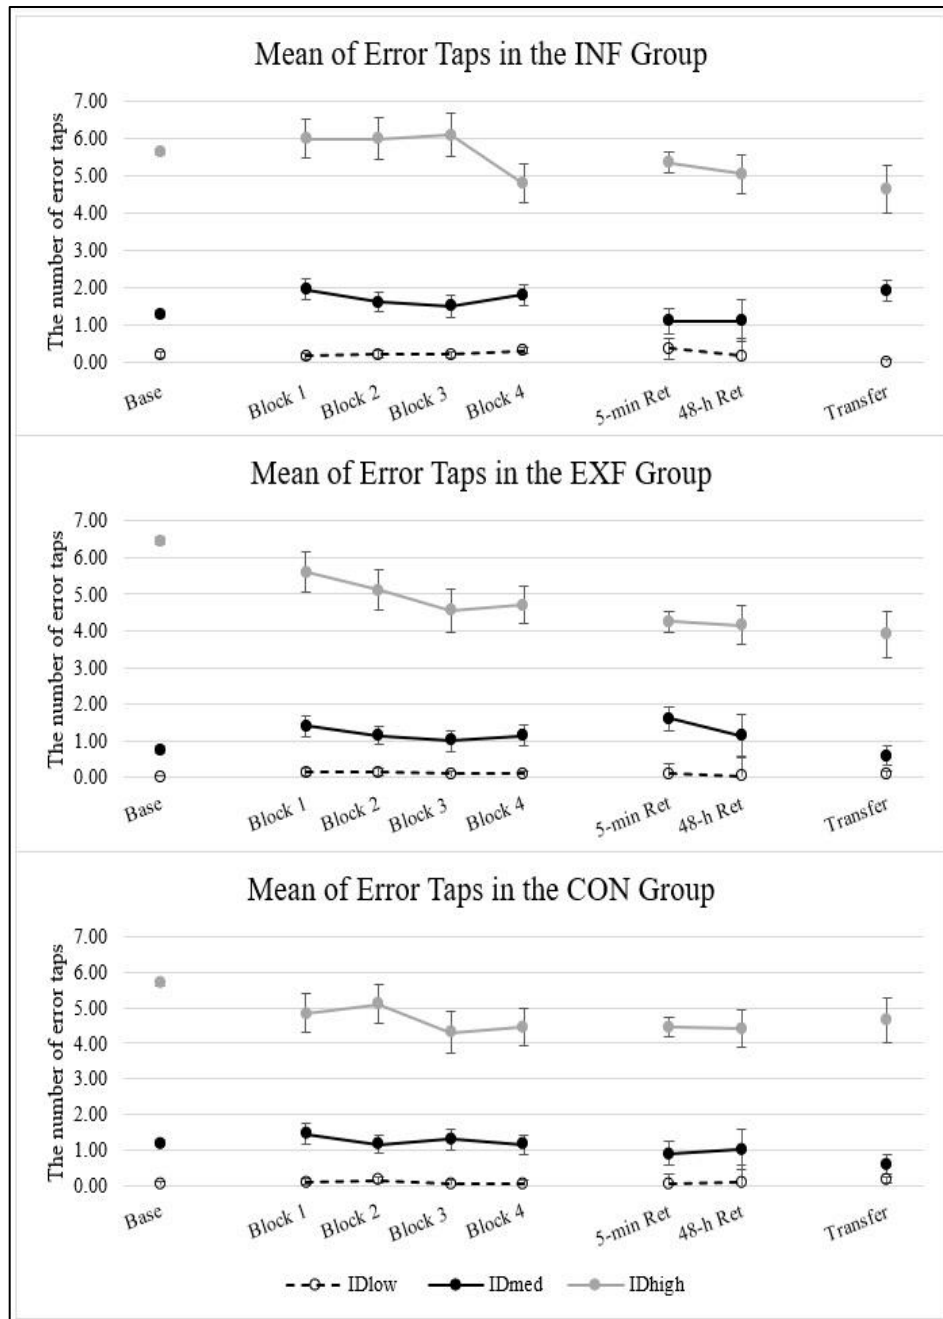 Mean of Error Taps in the INF Group
The number of error taps
7.00
6.00
5.00
4.00
3.00
2.00
1.00
0.00
Base
Block 1
Block 2
Block 3
Block 4
5-min Ret
48-h Ret
Transfer
Mean of Error Taps in the EXF Group
The number of error taps
7.00
6.00
5.00
4.00
3.00
2.00
1.00
0.00
Base
Block 1
Block 2
Block 3
Block 4
5-min Ret
48-h Ret
Transfer
Mean of Error Taps in the CON Group
The number of error taps
7.00
6.00
5.00
4.00
3.00
2.00
1.00
0.00
Base
Block 1
Block 2
Block 3
Block 4
5-min Ret
48-h Ret
Transfer
IDlow
IDmed
IDhigh